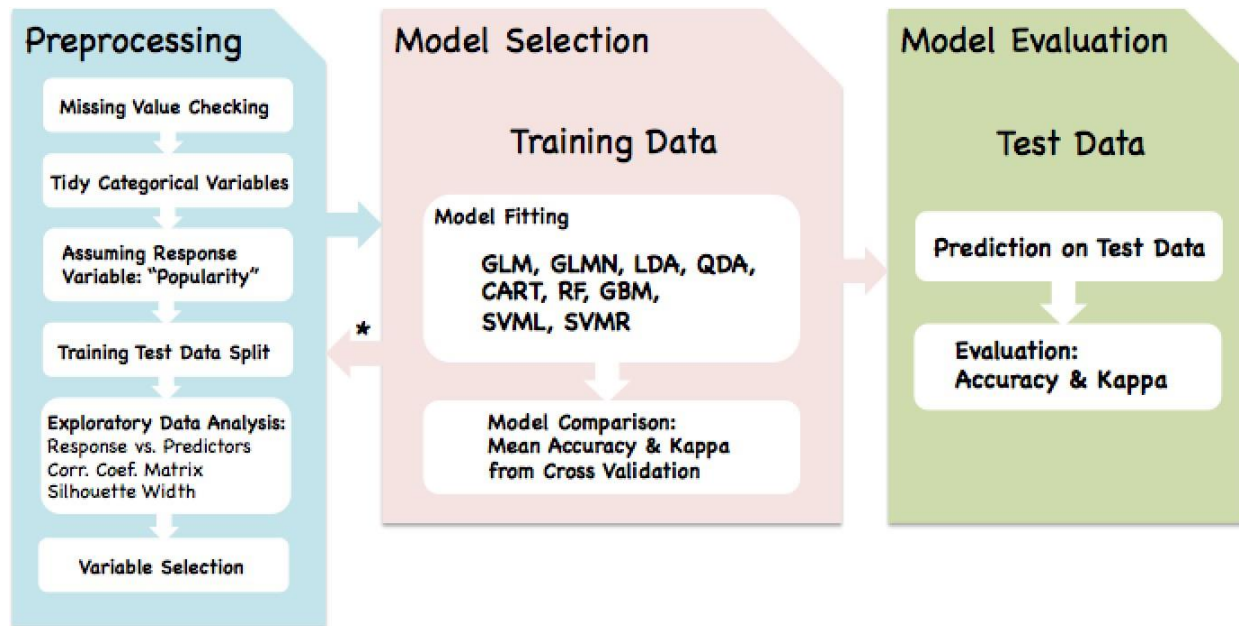 Preprocessing
Missing Value Checking
Tidy Categorical Variables
Assuming Response
Variable: “Popularity”
Training Test Data Split
Exploratory Data Analysis:
Response vs. Predictors
Corr. Coef. Matrix
Silhouette Width
Variable Selection
*
Model Selection
Training Data
Model Fitting
GLM, GLMN, LDA, QDA,
CART, RF, GBM,
SVML, SVMR
Model Comparison:
Mean Accuracy & Kappa
from Cross Validation
Model Evaluation
Test Data
Prediction on Test Data
Evaluation:
Accuracy & Kappa